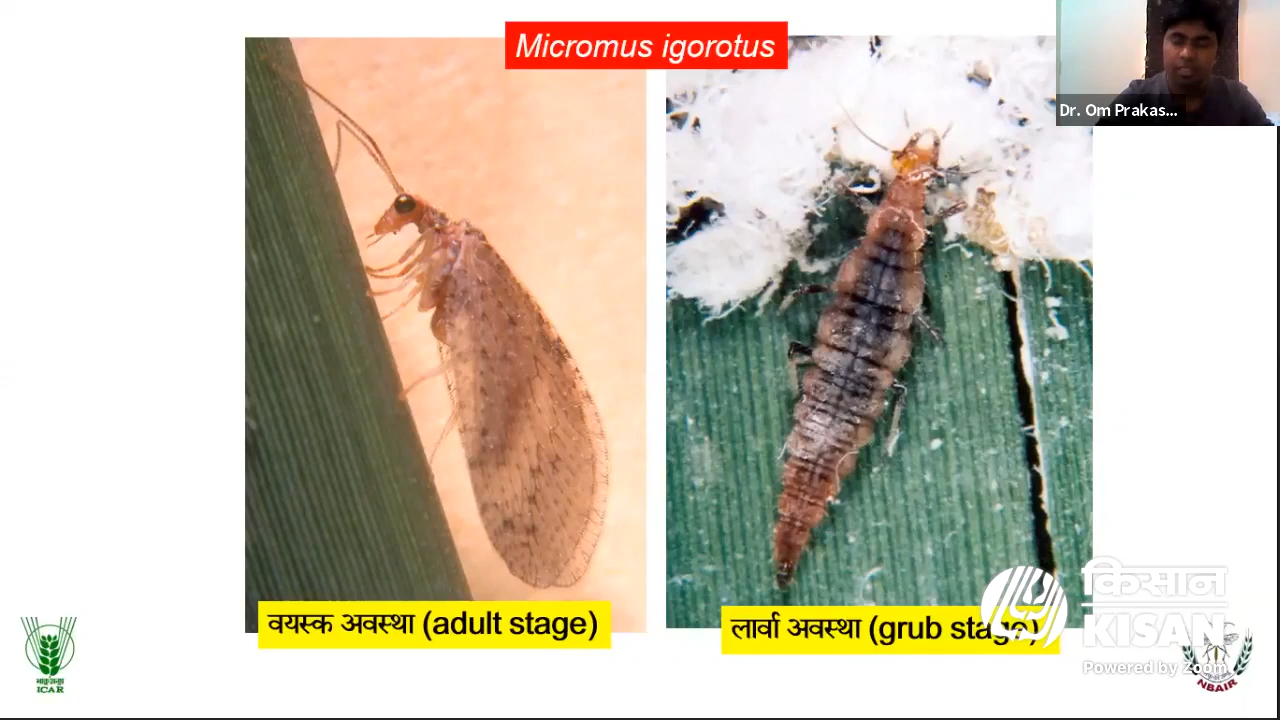 Micromus igorotus
Dr. Om Prakas...
वयस्क अवस्था (adult stage)
लार्वा अवस्था (grub stage)
किसान
KISAN
Powered by Zoom
ICAR
NBAIR